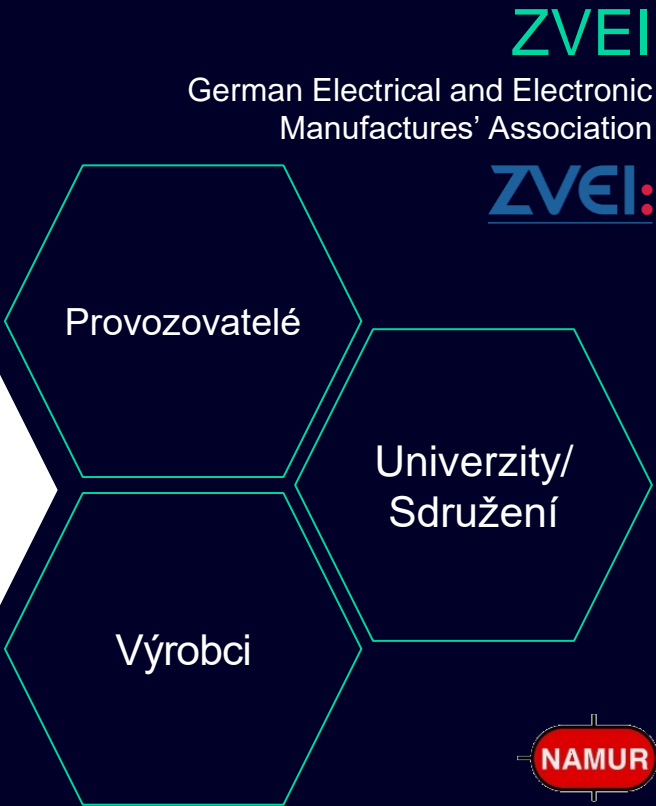 ZVEI
German Electrical and Electronic
Manufactures’ Association
ZVEI:
Provozovatelé
Univerzity/
Sdružení
Výrobci
NAMUR